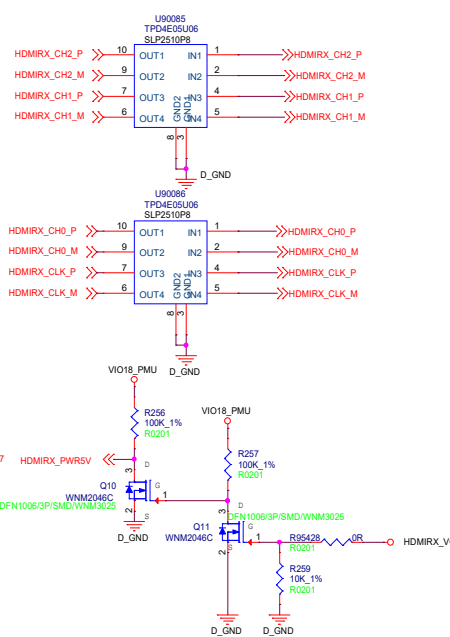 U90085
TPD4E05U06
SLP2510P8
HDMIRX_CH2_P 10 OUT1 IN1 1 HDMIRX_CH2_P
HDMIRX_CH2_M 9 OUT2 IN2 2 HDMIRX_CH2_M
HDMIRX_CH1_P 7 OUT3 IN3 4 HDMIRX_CH1_P
HDMIRX_CH1_M 6 OUT4 IN4 5 HDMIRX_CH1_M
GND2 GND1
8 3
D_GND
U90086
TPD4E05U06
SLP2510P8
HDMIRX_CH0_P 10 OUT1 IN1 1 HDMIRX_CH0_P
HDMIRX_CH0_M 9 OUT2 IN2 2 HDMIRX_CH0_M
HDMIRX_CLK_P 7 OUT3 IN3 4 HDMIRX_CLK_P
HDMIRX_CLK_M 6 OUT4 IN4 5 HDMIRX_CLK_M
GND2 GND1
8 3
D_GND
VIO18_PMU
R256
100K_1%
R0201
VIO18_PMU
7 HDMIRX_PWR5V
R257
100K_1%
R0201
3 D
Q10 G 1
WNM2046C
DFN1006/3P/SMD/WNM3025
2 S
D_GND
3 D
DFN1006/3P/SMD/WNM3025
Q11 G 1
WNM2046C
2 S
R95428 0R
R0201
HDMIRX_V
R259
10K_1%
R0201
D_GND
D_GND